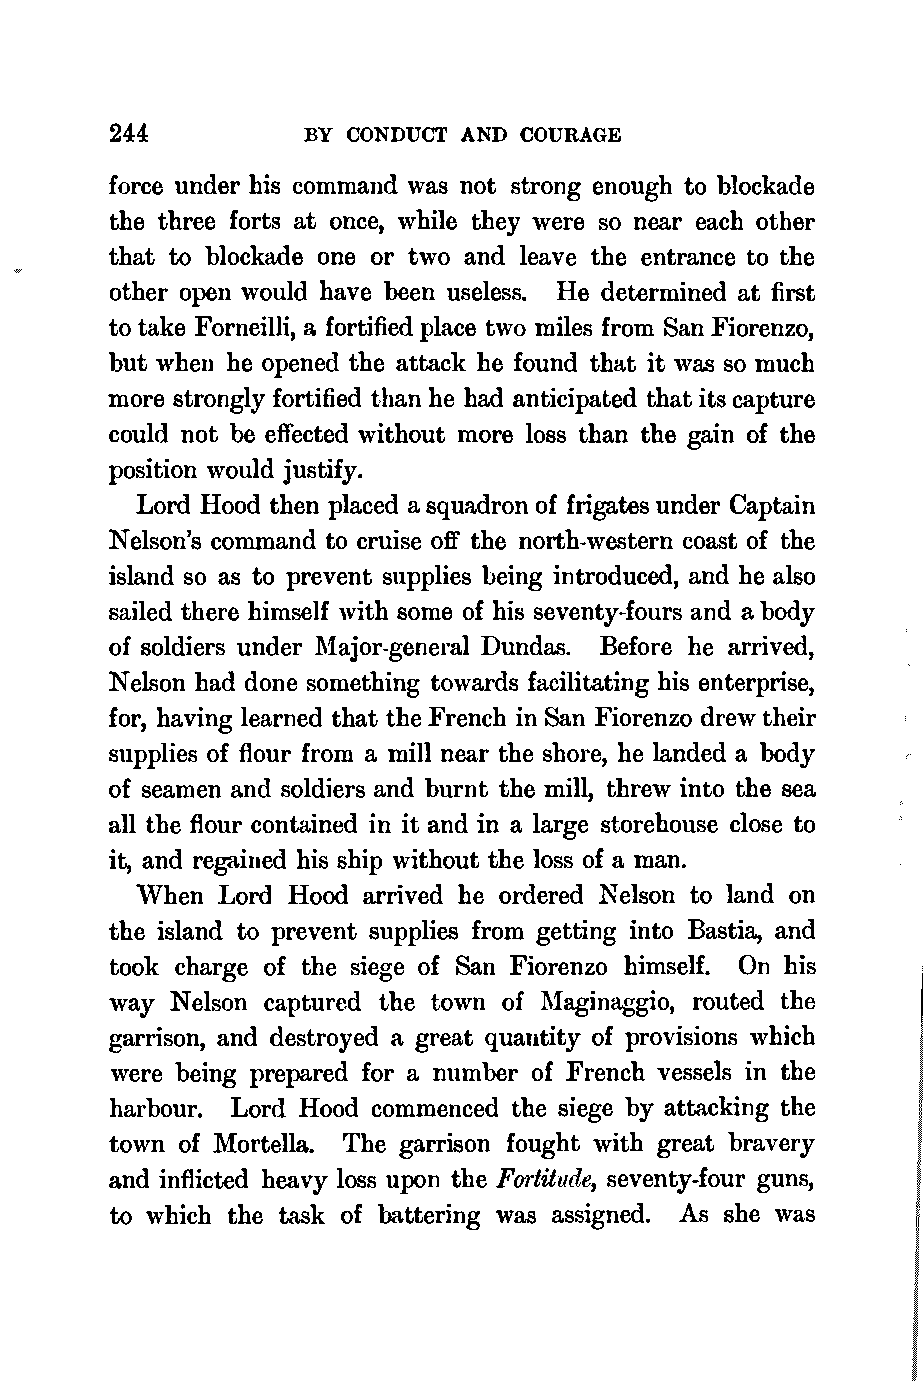 244 BY CONDUCT AND COURAGE
force under his command was not strong enough to blockade
the three forts at once, while they were so near each other
that to blockade one or two and leave the entrance to the
other open would have been useless. He determined at first
to take Forneilli, a fortified place two miles from San Fiorenzo,
but when he opened the attack he found that it was so much
more strongly fortified than he had anticipated that its capture
could not be effected without more loss than the gain of the
position would justify.
Lord Hood then placed a squadron of frigates under Captain
Nelson's command to cruise off the north-western coast of the
island so as to prevent supplies being introduced, and he also
sailed there himself with some of his seventy-fours and a body
of soldiers under Major-general Dundas. Before he arrived,
Nelson had done something towards facilitating his enterprise,
for, having learned that the French in San Fiorenzo drew their
supplies of flour from a mill near the shore, he landed a body
of seamen and soldiers and burnt the mill, threw into the sea
all the flour contained in it and in a large storehouse close to
it, and regained his ship without the loss of a man.
When Lord Hood arrived he ordered Nelson to land on
the island to prevent supplies from getting into Bastia, and
took charge of the siege of San Fiorenzo himself. On his
way Nelson captured the town of Maginaggio, routed the
garrison, and destroyed a great quantity of provisions which
were being prepared for a number of French vessels in the
harbour. Lord Hood commenced the siege by attacking the
town of Mortella. The garrison fought with great bravery
and inflicted heavy loss upon the Fortitude, seventy-four guns,
to which the task of battering was assigned. As she was